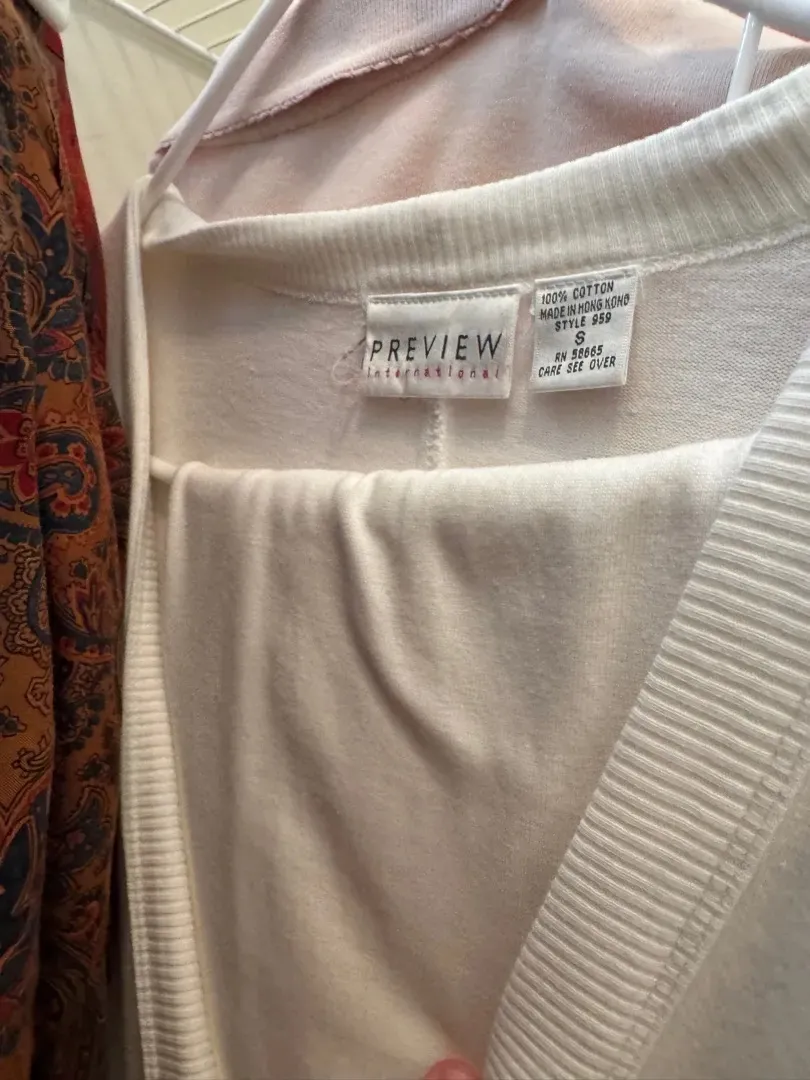 PREVIEW
International
100% COTTON
MADE IN HONG KONG
STYLE 959
S
RN 58665
CARE SEE OVER